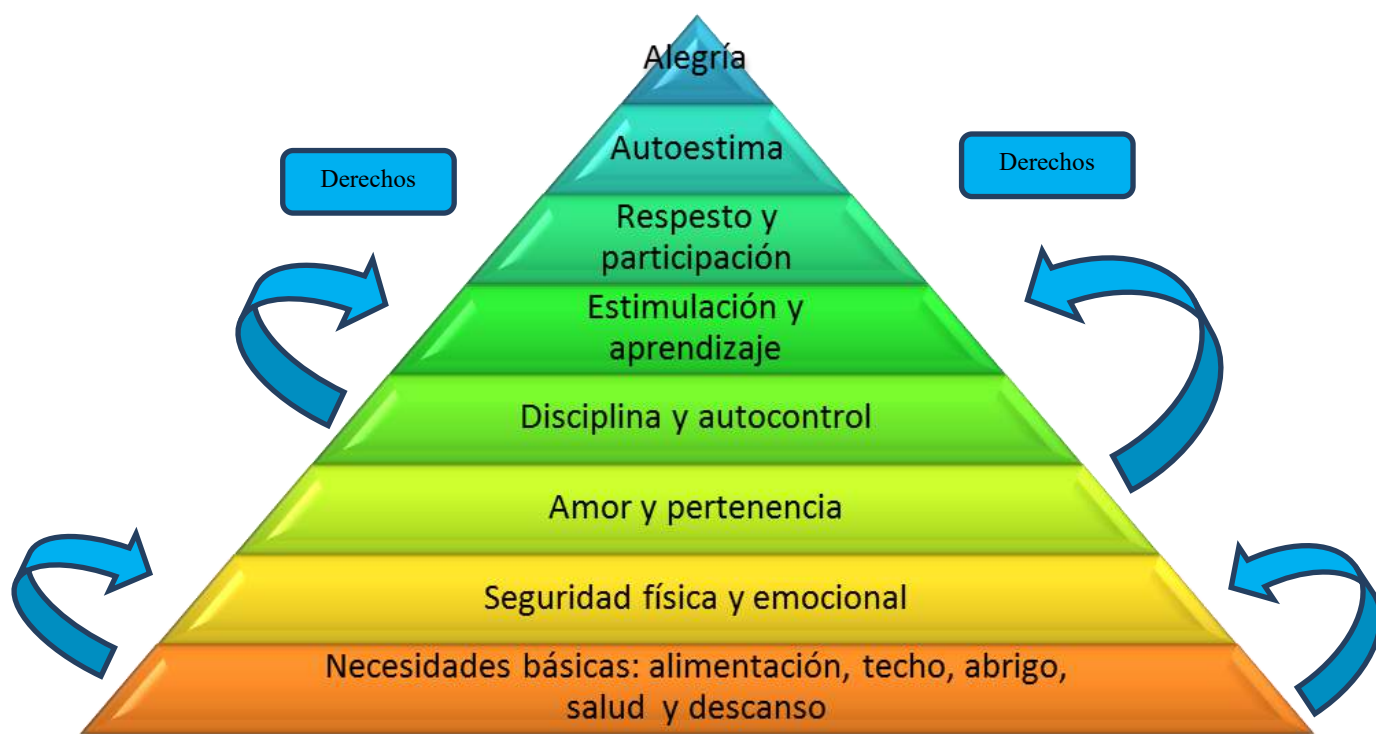 Alegría
Autoestima
Derechos
Derechos
Respesto y
participación
Estimulación y
aprendizaje
Disciplina y autocontrol
Amor y pertenencia
Seguridad física y emocional
Necesidades básicas: alimentación, techo, abrigo,
salud y descanso